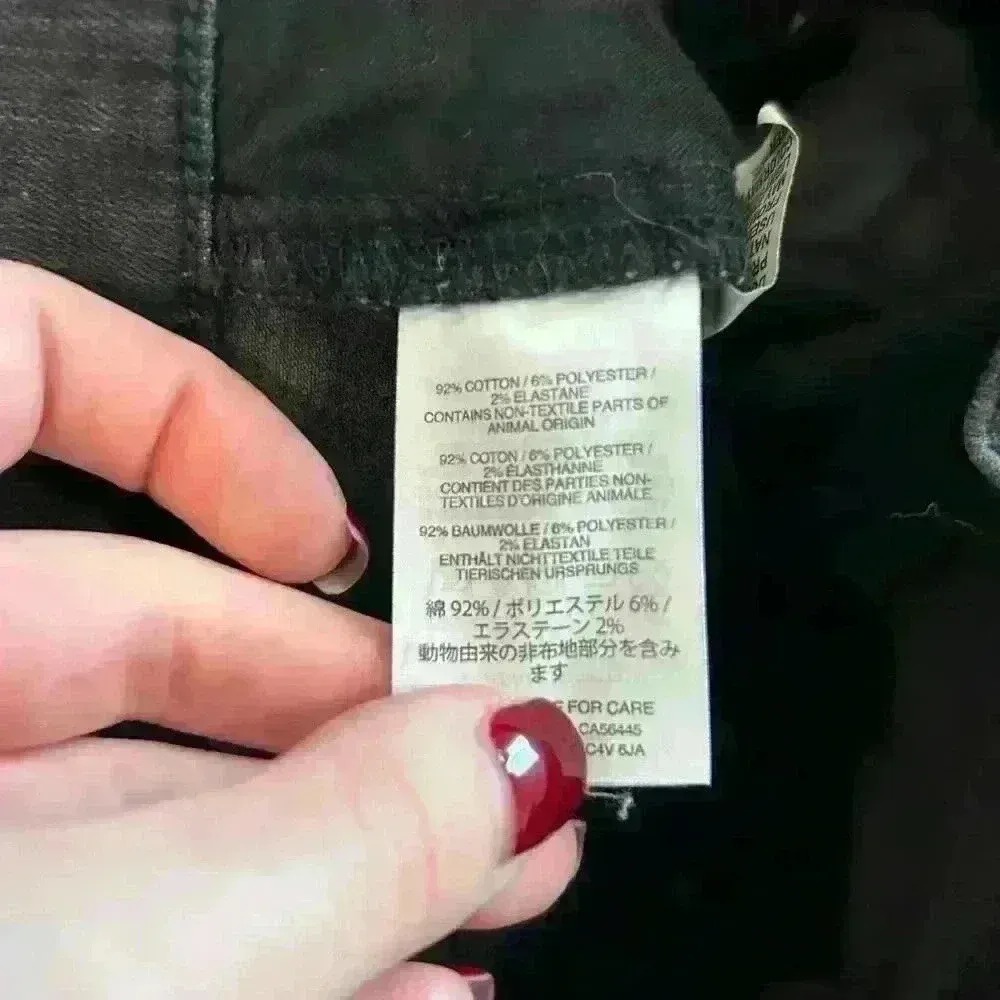 92% COTTON / 6% POLYESTER /
2% ELASTANE
CONTAINS NON-TEXTILE PARTS OF
ANIMAL ORIGIN
92% COTON / 6% POLYESTER /
2% ÉLASTHANNE
CONTIENT DES PARTIES NON-
TEXTILES D'ORIGINE ANIMALE
92% BAUMWOLLE / 6% POLYESTER /
2% ELASTAN
ENTHÄLT NICHTTEXTILE TEILE
TIERISCHEN URSPRUNGS
綿 92% / ポリエステル 6% /
エラステーン 2%
動物由来の非布地部分を含み
ます
FOR CARE
CA56445
C4V 6JA